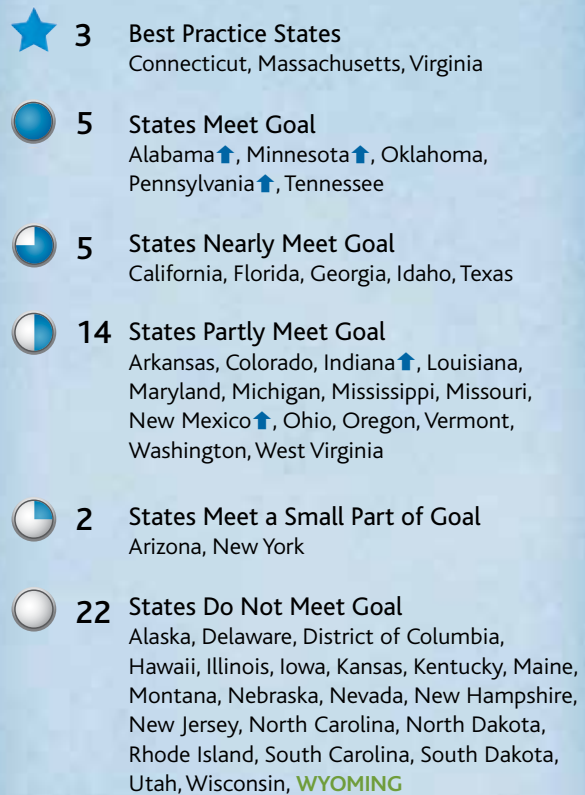 3 Best Practice States
Connecticut, Massachusetts, Virginia
5 States Meet Goal
Alabama⬆, Minnesota⬆, Oklahoma,
Pennsylvania⬆, Tennessee
5 States Nearly Meet Goal
California, Florida, Georgia, Idaho, Texas
14 States Partly Meet Goal
Arkansas, Colorado, Indiana⬆, Louisiana,
Maryland, Michigan, Mississippi, Missouri,
New Mexico⬆, Ohio, Oregon, Vermont,
Washington, West Virginia
2 States Meet a Small Part of Goal
Arizona, New York
22 States Do Not Meet Goal
Alaska, Delaware, District of Columbia,
Hawaii, Illinois, Iowa, Kansas, Kentucky, Maine,
Montana, Nebraska, Nevada, New Hampshire,
New Jersey, North Carolina, North Dakota,
Rhode Island, South Carolina, South Dakota,
Utah, Wisconsin, WYOMING